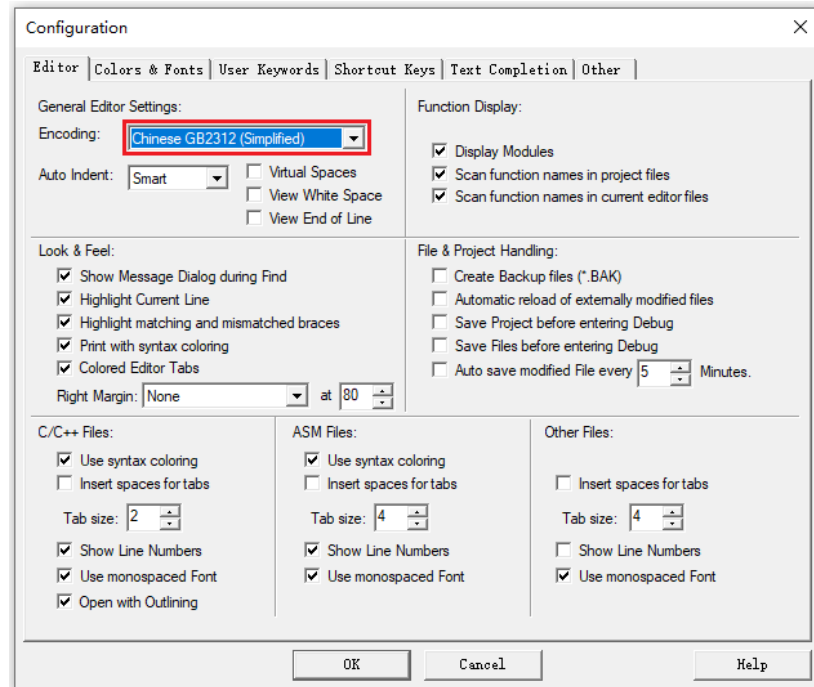 Configuration
Editor Colors & Fonts User Keywords Shortcut Keys Text Completion Other
General Editor Settings:
Encoding: Chinese GB2312 (Simplified)
Auto Indent: Smart
Virtual Spaces
View White Space
View End of Line
Function Display:
Display Modules
Scan function names in project files
Scan function names in current editor files
Look & Feel:
Show Message Dialog during Find
Highlight Current Line
Highlight matching and mismatched braces
Print with syntax coloring
Colored Editor Tabs
Right Margin: None at 80
File & Project Handling:
Create Backup files (*.BAK)
Automatic reload of externally modified files
Save Project before entering Debug
Save Files before entering Debug
Auto save modified File every 5 Minutes.
C/C++ Files:
Use syntax coloring
Insert spaces for tabs
Tab size: 2
Show Line Numbers
Use monospaced Font
Open with Outlining
ASM Files:
Use syntax coloring
Insert spaces for tabs
Tab size: 4
Show Line Numbers
Use monospaced Font
Other Files:
Insert spaces for tabs
Tab size: 4
Show Line Numbers
Use monospaced Font
OK Cancel Help